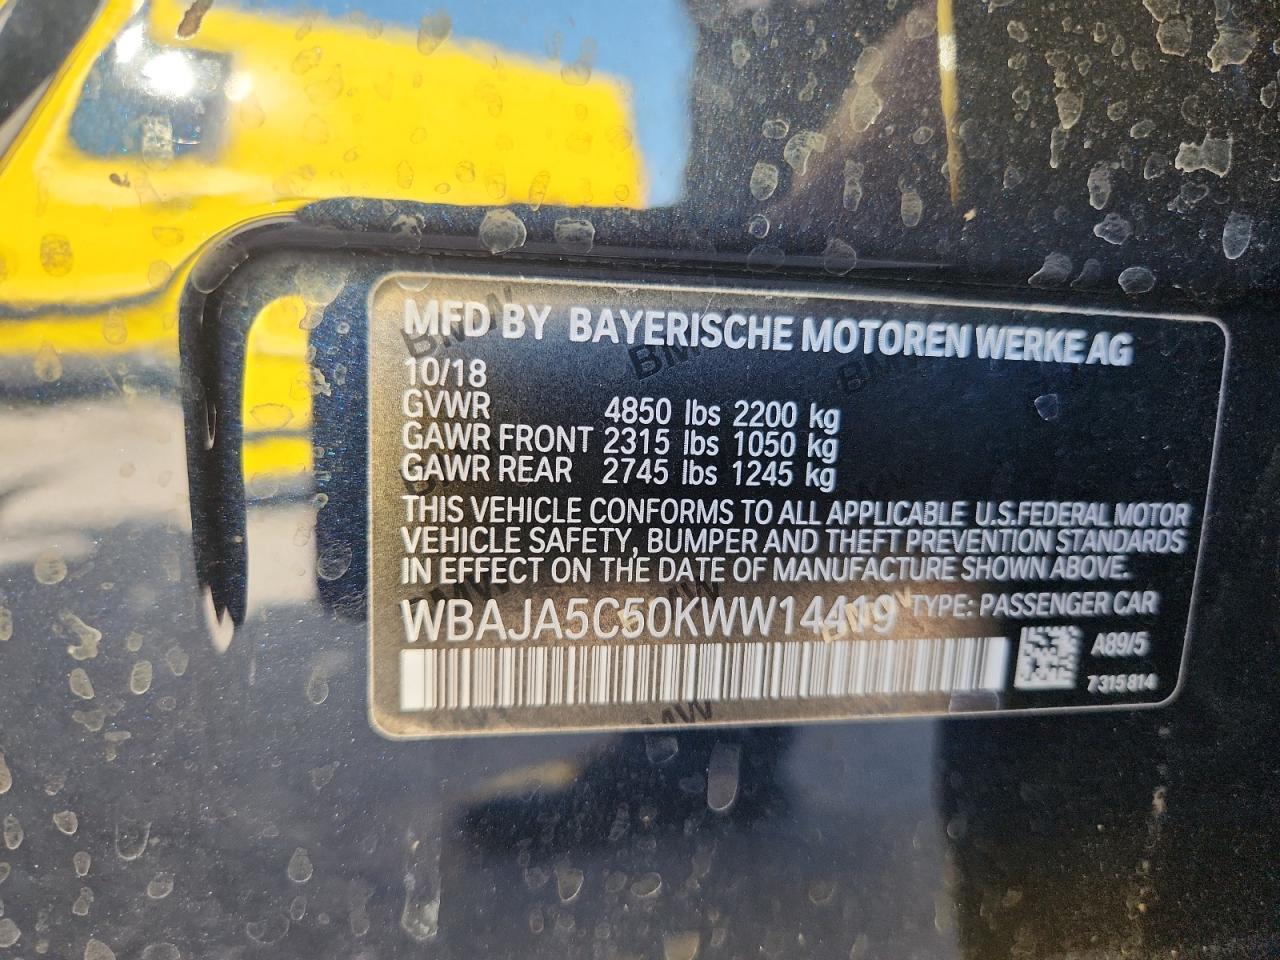 MFD BY BAYERISCHE MOTOREN WERKE AG
10/18
GVWR 4850 lbs 2200 kg
GAWR FRONT 2315 lbs 1050 kg
GAWR REAR 2745 lbs 1245 kg
THIS VEHICLE CONFORMS TO ALL APPLICABLE U.S.FEDERAL MOTOR
VEHICLE SAFETY, BUMPER AND THEFT PREVENTION STANDARDS
IN EFFECT ON THE DATE OF MANUFACTURE SHOWN ABOVE.
WBAJA5C50KWW14419 TYPE: PASSENGER CAR
A89/5
7315814